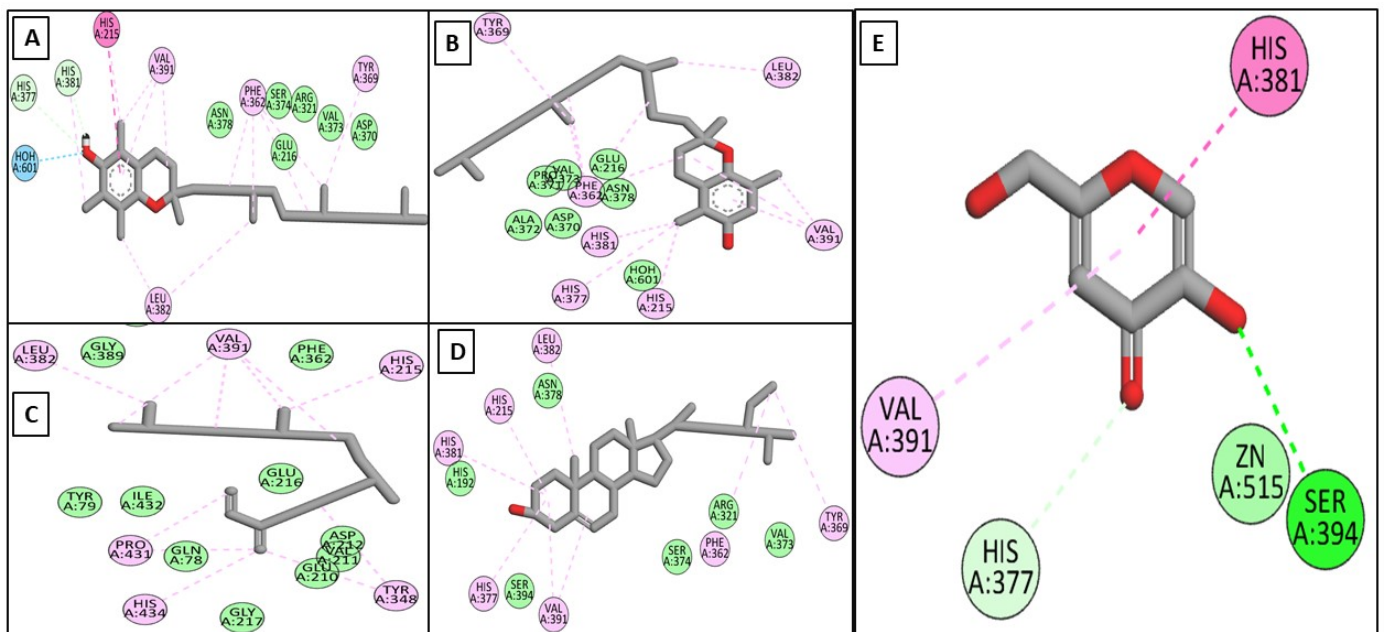 A
HIS
A:215
HIS
A:377
HIS
A:381
VAL
A:391
HOH
A:601
ASN
A:378
PHE
A:362
SER
A:374
ARG
A:321
VAL
A:373
GLU
A:216
TYR
A:369
ASP
A:370
LEU
A:382
B
TYR
A:369
LEU
A:382
PRO
A:371
VAL
A:373
GLU
A:216
PHE
A:362
ASN
A:378
ALA
A:372
ASP
A:370
HIS
A:381
VAL
A:391
HOH
A:601
HIS
A:377
HIS
A:215
C
LEU
A:382
GLY
A:389
VAL
A:391
PHE
A:362
HIS
A:215
TYR
A:79
ILE
A:432
GLU
A:216
PRO
A:431
GLN
A:78
ASP
A:212
VAL
A:211
GLU
A:210
HIS
A:434
GLY
A:217
TYR
A:348
D
LEU
A:382
ASN
A:378
HIS
A:215
HIS
A:381
HIS
A:192
ARG
A:321
PHE
A:362
VAL
A:373
TYR
A:369
SER
A:374
HIS
A:377
SER
A:394
VAL
A:391
E
HIS
A:381
VAL
A:391
HIS
A:377
ZN
A:515
SER
A:394